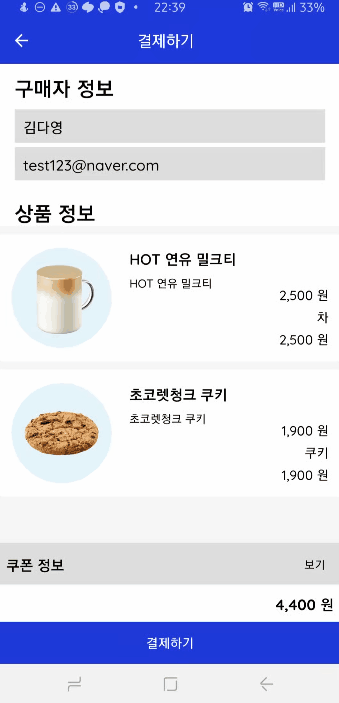 22:39
33%
결제하기
구매자 정보
김다영
test123@naver.com
상품 정보
HOT 연유 밀크티
HOT 연유 밀크티
2,500 원
차
2,500 원
초코렛청크 쿠키
초코렛청크 쿠키
1,900 원
쿠키
1,900 원
쿠폰 정보 보기
4,400 원
결제하기